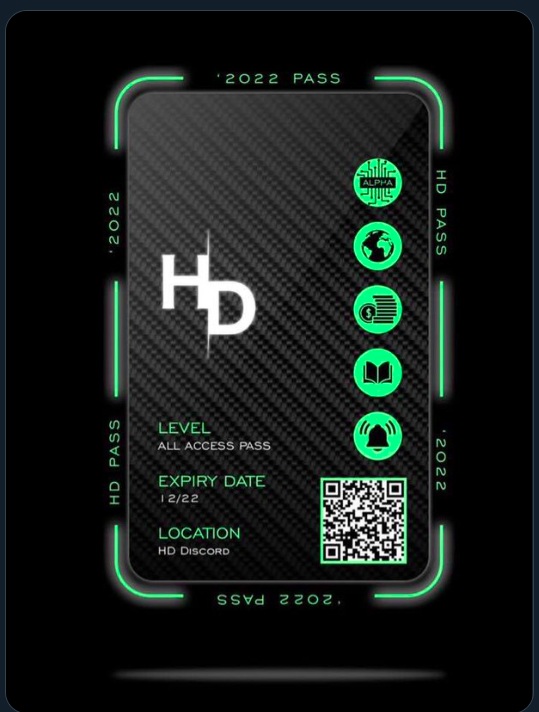 '2022 PASS
HD PASS
'2022
ALPHA
HD
LEVEL
ALL ACCESS PASS
EXPIRY DATE
12/22
LOCATION
HD DISCORD
HD PASS
'2022
'2022 PASS